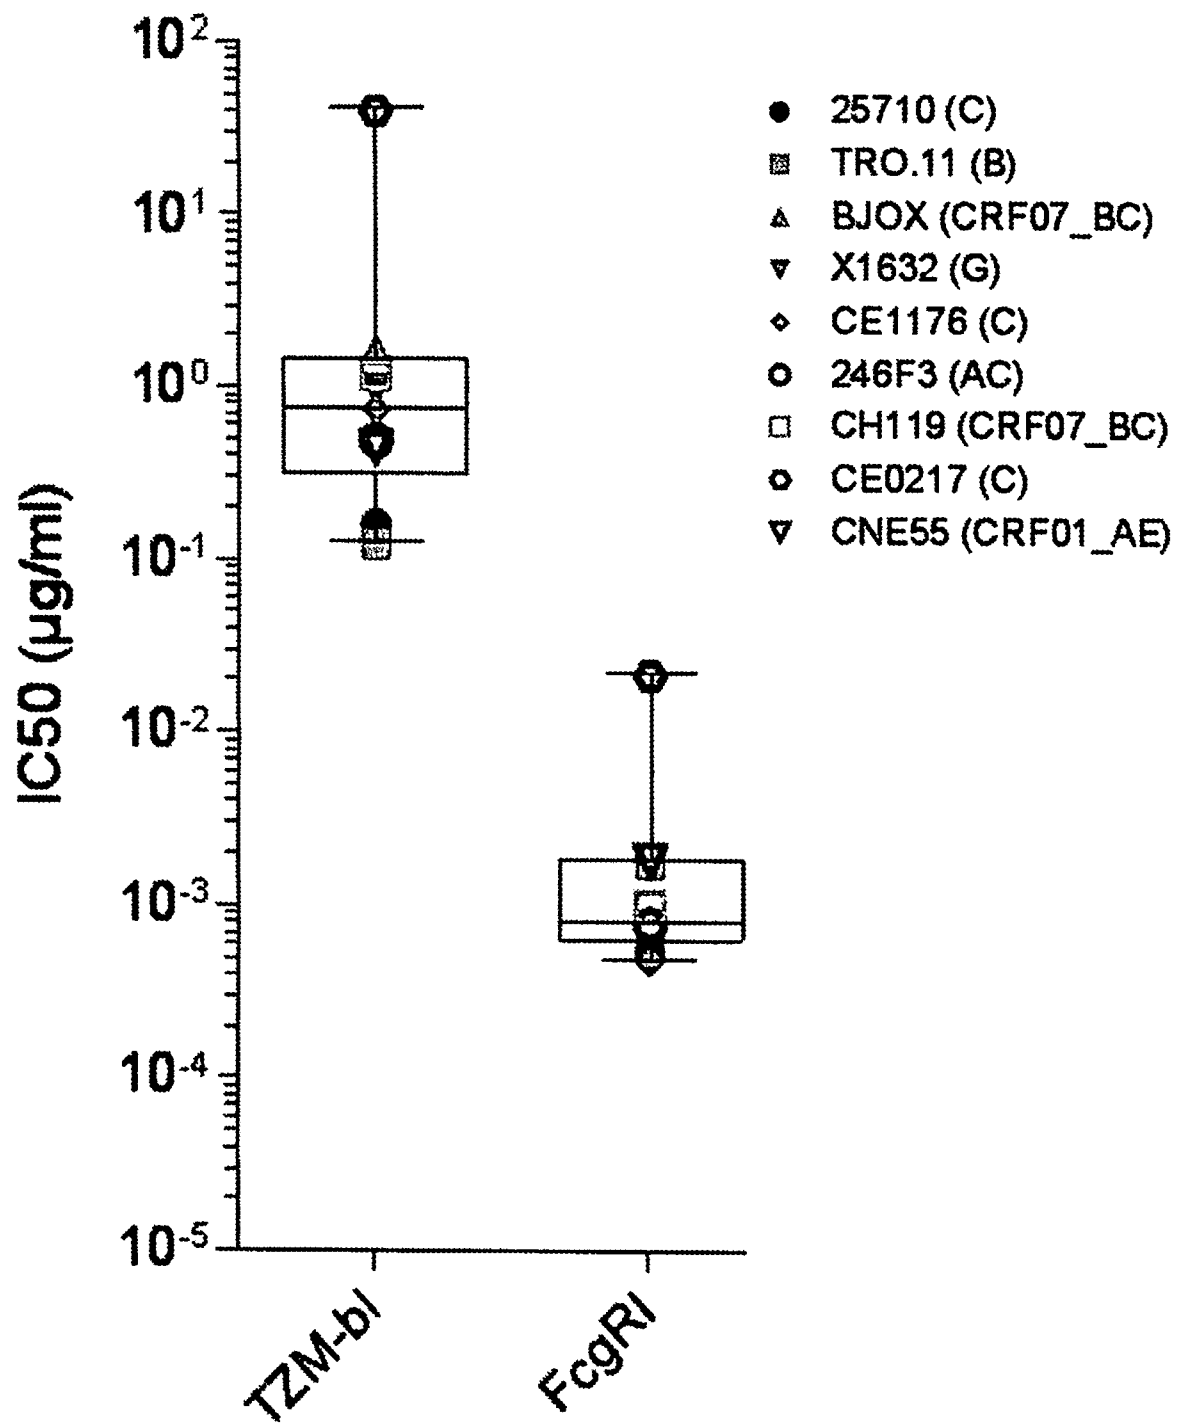 10²
10¹
10⁰
10⁻¹
10⁻²
10⁻³
10⁻⁴
10⁻⁵
IC50 (µg/ml)
TZM-bl
FcgRI
25710 (C)
TRO.11 (B)
BJOX (CRF07_BC)
X1632 (G)
CE1176 (C)
246F3 (AC)
CH119 (CRF07_BC)
CE0217 (C)
CNE55 (CRF01_AE)